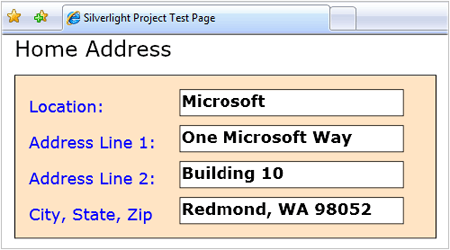 Silverlight Project Test Page
Home Address
Location: Microsoft
Address Line 1: One Microsoft Way
Address Line 2: Building 10
City, State, Zip Redmond, WA 98052